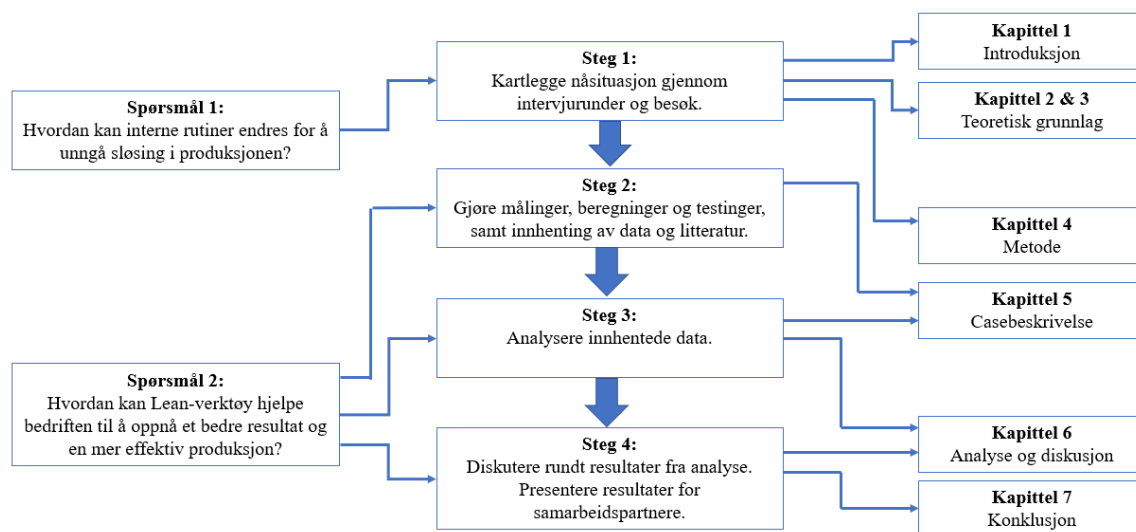 Spørsmål 1:
Hvordan kan interne rutiner endres for å
unngå sløsing i produksjonen?
Spørsmål 2:
Hvordan kan Lean-verktøy hjelpe
bedriften til å oppnå et bedre resultat og
en mer effektiv produksjon?
Steg 1:
Kartlegge nåsituasjon gjennom
intervjurunder og besøk.
Steg 2:
Gjøre målinger, beregninger og testinger,
samt innhenting av data og litteratur.
Steg 3:
Analysere innhentede data.
Steg 4:
Diskutere rundt resultater fra analyse.
Presentere resultater for
samarbeidspartnere.
Kapittel 1
Introduksjon
Kapittel 2 & 3
Teoretisk grunnlag
Kapittel 4
Metode
Kapittel 5
Casebeskrivelse
Kapittel 6
Analyse og diskusjon
Kapittel 7
Konklusjon